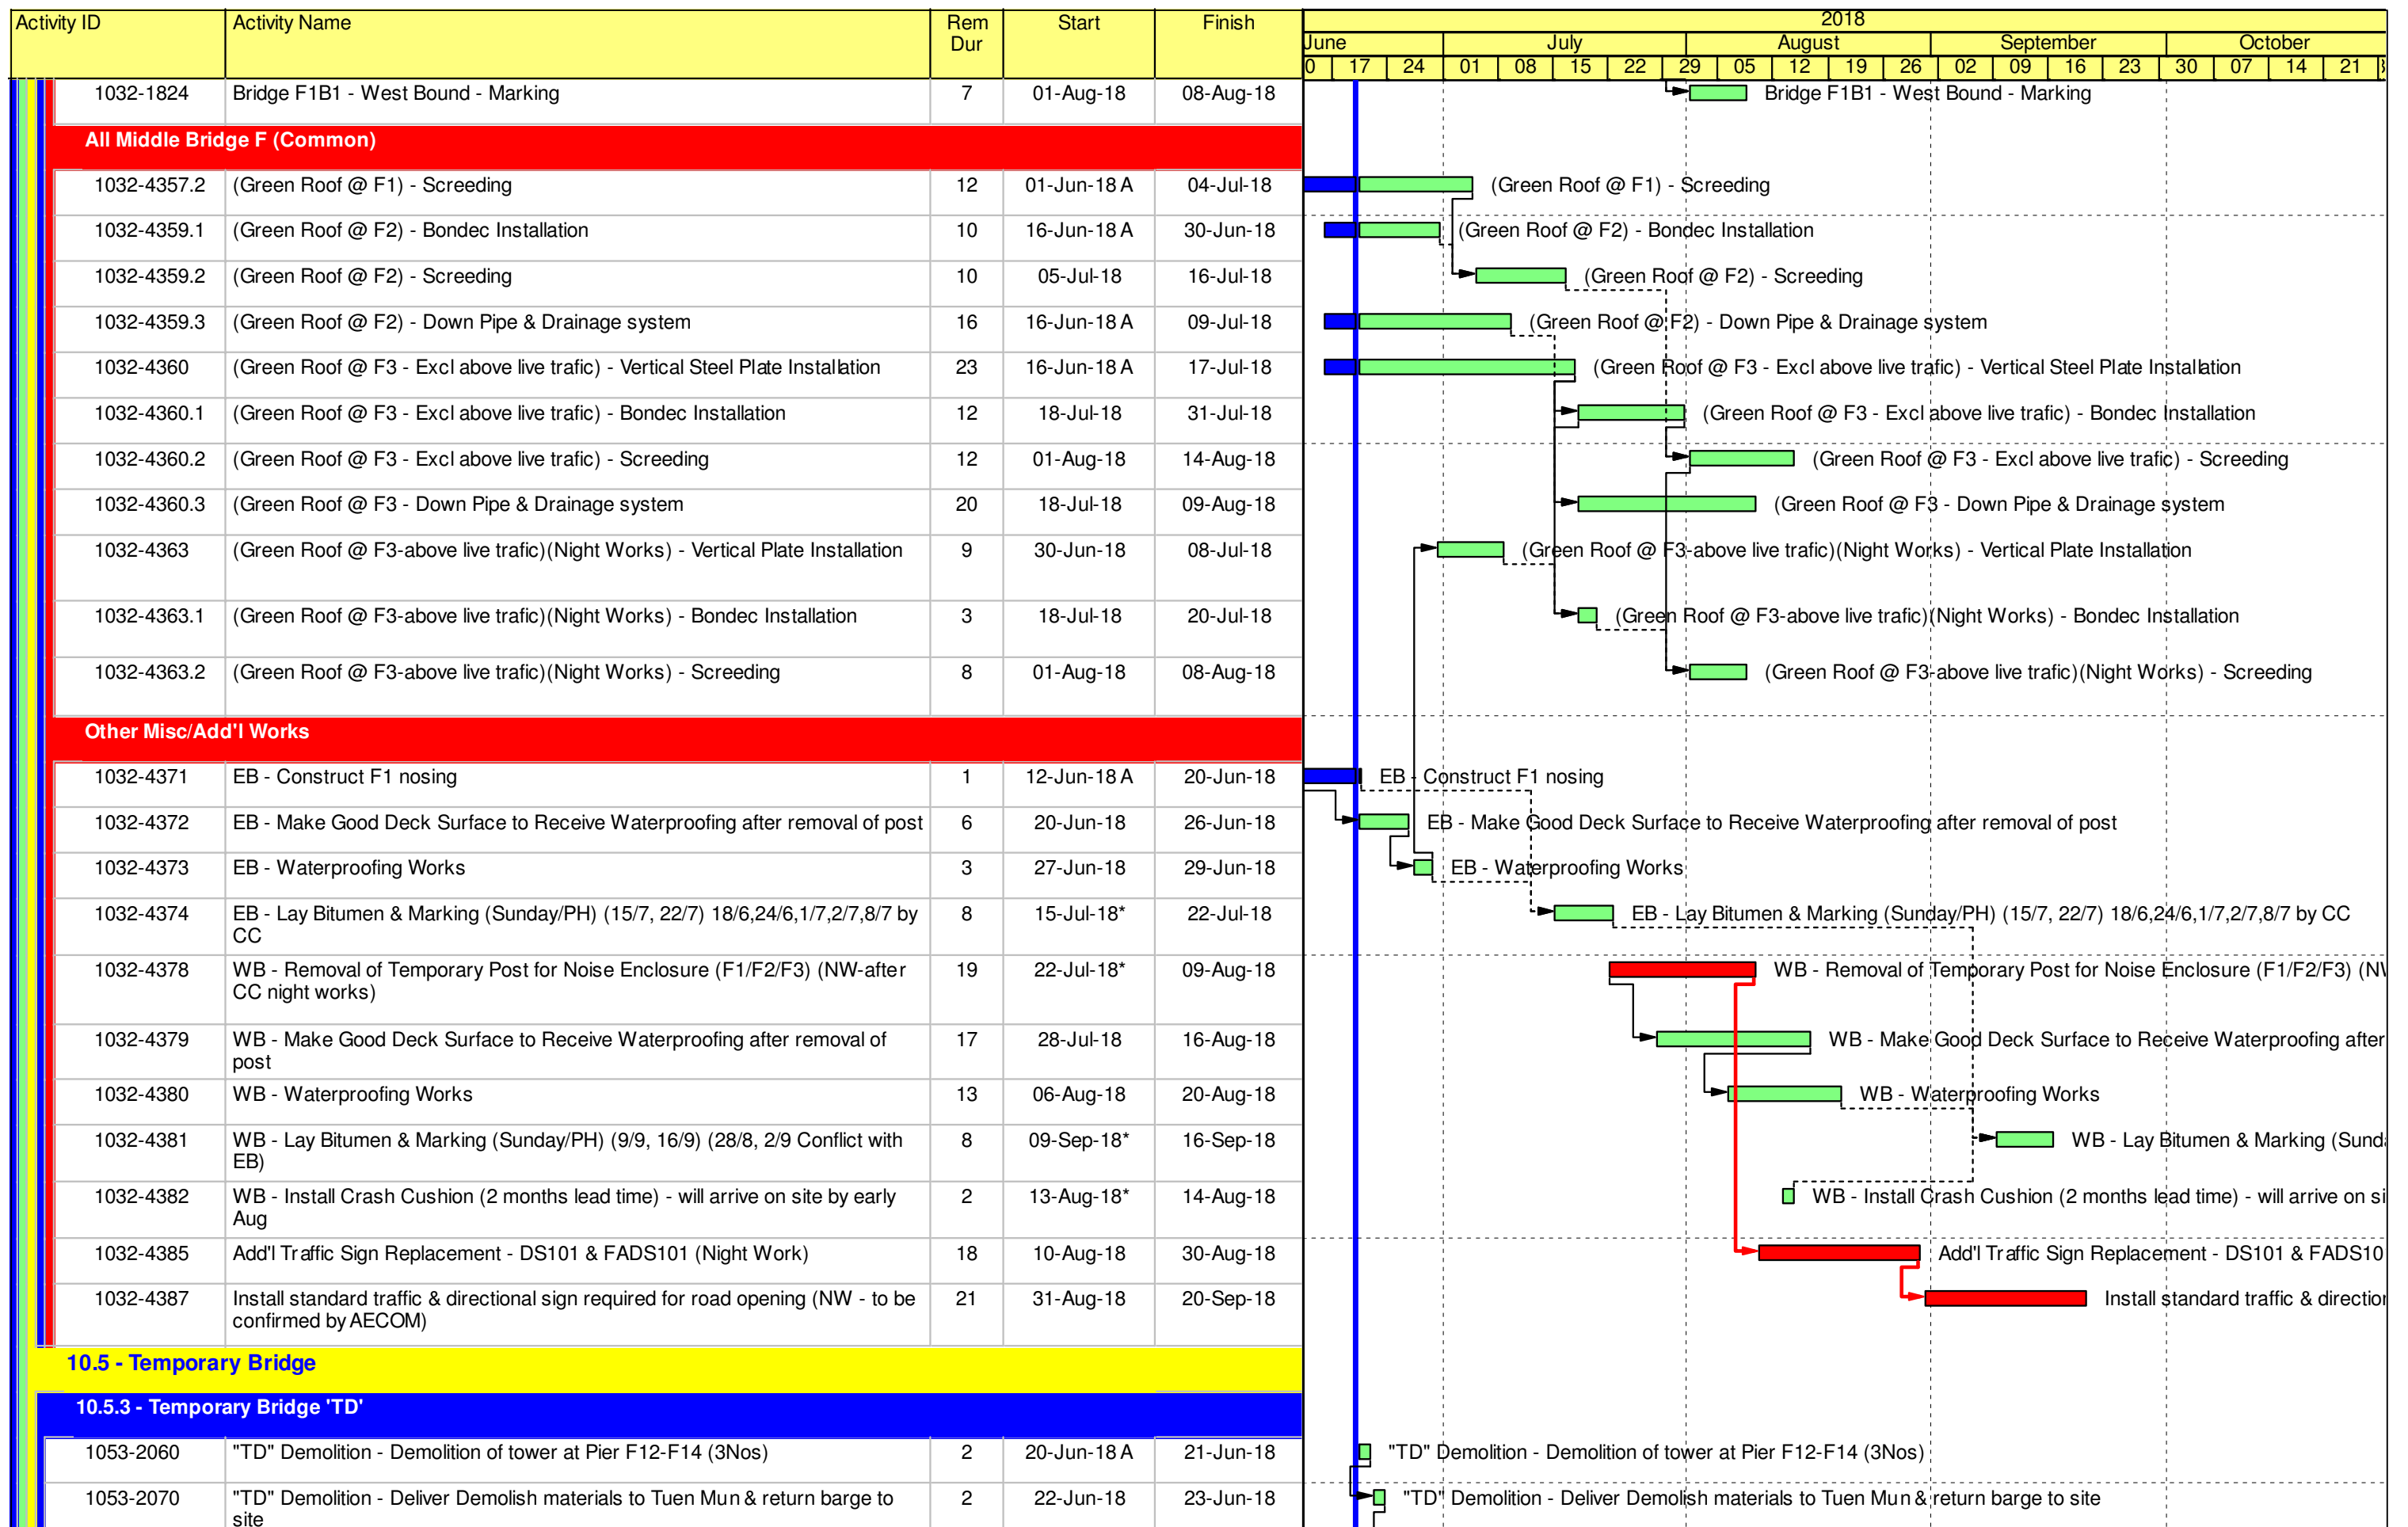 Activity ID Activity Name Rem Dur Start Finish 2018
June July August September October
0 17 24 01 08 15 22 29 05 12 19 26 02 09 16 23 30 07 14 21
1032-1824 Bridge F1B1 - West Bound - Marking 7 01-Aug-18 08-Aug-18 Bridge F1B1 - West Bound - Marking
All Middle Bridge F (Common)
1032-4357.2 (Green Roof @ F1) - Screeding 12 01-Jun-18 A 04-Jul-18 (Green Roof @ F1) - Screeding
1032-4359.1 (Green Roof @ F2) - Bondec Installation 10 16-Jun-18 A 30-Jun-18 (Green Roof @ F2) - Bondec Installation
1032-4359.2 (Green Roof @ F2) - Screeding 10 05-Jul-18 16-Jul-18 (Green Roof @ F2) - Screeding
1032-4359.3 (Green Roof @ F2) - Down Pipe & Drainage system 16 16-Jun-18 A 09-Jul-18 (Green Roof @ F2) - Down Pipe & Drainage system
1032-4360 (Green Roof @ F3 - Excl above live trafic) - Vertical Steel Plate Installation 23 16-Jun-18 A 17-Jul-18 (Green Roof @ F3 - Excl above live trafic) - Vertical Steel Plate Installation
1032-4360.1 (Green Roof @ F3 - Excl above live trafic) - Bondec Installation 12 18-Jul-18 31-Jul-18 (Green Roof @ F3 - Excl above live trafic) - Bondec Installation
1032-4360.2 (Green Roof @ F3 - Excl above live trafic) - Screeding 12 01-Aug-18 14-Aug-18 (Green Roof @ F3 - Excl above live trafic) - Screeding
1032-4360.3 (Green Roof @ F3 - Down Pipe & Drainage system 20 18-Jul-18 09-Aug-18 (Green Roof @ F3 - Down Pipe & Drainage system
1032-4363 (Green Roof @ F3-above live trafic)(Night Works) - Vertical Plate Installation 9 30-Jun-18 08-Jul-18 (Green Roof @ F3-above live trafic)(Night Works) - Vertical Plate Installation
1032-4363.1 (Green Roof @ F3-above live trafic)(Night Works) - Bondec Installation 3 18-Jul-18 20-Jul-18 (Green Roof @ F3-above live trafic)(Night Works) - Bondec Installation
1032-4363.2 (Green Roof @ F3-above live trafic)(Night Works) - Screeding 8 01-Aug-18 08-Aug-18 (Green Roof @ F3-above live trafic)(Night Works) - Screeding
Other Misc/Add'l Works
1032-4371 EB - Construct F1 nosing 1 12-Jun-18 A 20-Jun-18 EB - Construct F1 nosing
1032-4372 EB - Make Good Deck Surface to Receive Waterproofing after removal of post 6 20-Jun-18 26-Jun-18 EB - Make Good Deck Surface to Receive Waterproofing after removal of post
1032-4373 EB - Waterproofing Works 3 27-Jun-18 29-Jun-18 EB - Waterproofing Works
1032-4374 EB - Lay Bitumen & Marking (Sunday/PH) (15/7, 22/7) 18/6,24/6,1/7,2/7,8/7 by CC 8 15-Jul-18* 22-Jul-18 EB - Lay Bitumen & Marking (Sunday/PH) (15/7, 22/7) 18/6,24/6,1/7,2/7,8/7 by CC
1032-4378 WB - Removal of Temporary Post for Noise Enclosure (F1/F2/F3) (NW-after CC night works) 19 22-Jul-18* 09-Aug-18 WB - Removal of Temporary Post for Noise Enclosure (F1/F2/F3)
1032-4379 WB - Make Good Deck Surface to Receive Waterproofing after removal of post 17 28-Jul-18 16-Aug-18 WB - Make Good Deck Surface to Receive Waterproofing after
1032-4380 WB - Waterproofing Works 13 06-Aug-18 20-Aug-18 WB - Waterproofing Works
1032-4381 WB - Lay Bitumen & Marking (Sunday/PH) (9/9, 16/9) (28/8, 2/9 Conflict with EB) 8 09-Sep-18* 16-Sep-18 WB - Lay Bitumen & Marking
1032-4382 WB - Install Crash Cushion (2 months lead time) - will arrive on site by early Aug 2 13-Aug-18* 14-Aug-18 WB - Install Crash Cushion (2 months lead time) - will arrive on
1032-4385 Add'l Traffic Sign Replacement - DS101 & FADS101 (Night Work) 18 10-Aug-18 30-Aug-18 Add'l Traffic Sign Replacement - DS101 & FADS10
1032-4387 Install standard traffic & directional sign required for road opening (NW - to be confirmed by AECOM) 21 31-Aug-18 20-Sep-18 Install standard traffic &
10.5 - Temporary Bridge
10.5.3 - Temporary Bridge 'TD'
1053-2060 "TD" Demolition - Demolition of tower at Pier F12-F14 (3Nos) 2 20-Jun-18 A 21-Jun-18 "TD" Demolition - Demolition of tower at Pier F12-F14 (3Nos)
1053-2070 "TD" Demolition - Deliver Demolish materials to Tuen Mun & return barge to site 2 22-Jun-18 23-Jun-18 "TD" Demolition - Deliver Demolish materials to Tuen Mun & return barge to site